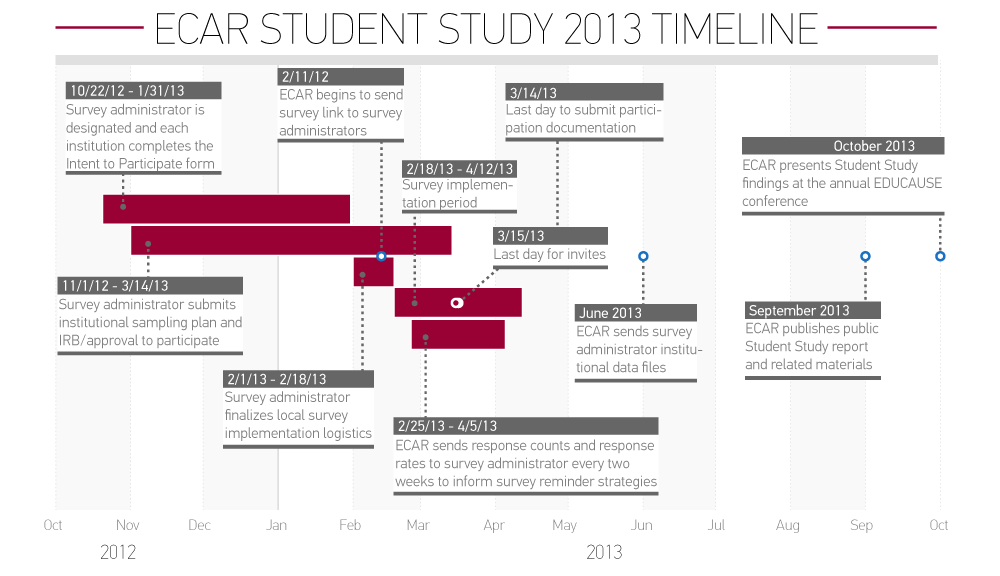 ECAR STUDENT STUDY 2013 TIMELINE
10/22/12 - 1/31/13
Survey administrator is
designated and each
institution completes the
Intent to Participate form
2/11/12
ECAR begins to send
survey link to survey
administrators
3/14/13
Last day to submit partici-
pation documentation
October 2013
ECAR presents Student Study
findings at the annual EDUCAUSE
conference
2/18/13 - 4/12/13
Survey implemen-
tation period
3/15/13
Last day for invites
11/1/12 - 3/14/13
Survey administrator submits
institutional sampling plan and
IRB/approval to participate
June 2013
ECAR sends survey
administrator institu-
tional data files
September 2013
ECAR publishes public
Student Study report
and related materials
2/1/13 - 2/18/13
Survey administrator
finalizes local survey
implementation logistics
2/25/13 - 4/5/13
ECAR sends response counts and response
rates to survey administrator every two
weeks to inform survey reminder strategies
Oct Nov Dec Jan Feb Mar Apr May Jun Jul Aug Sep Oct
2012 2013